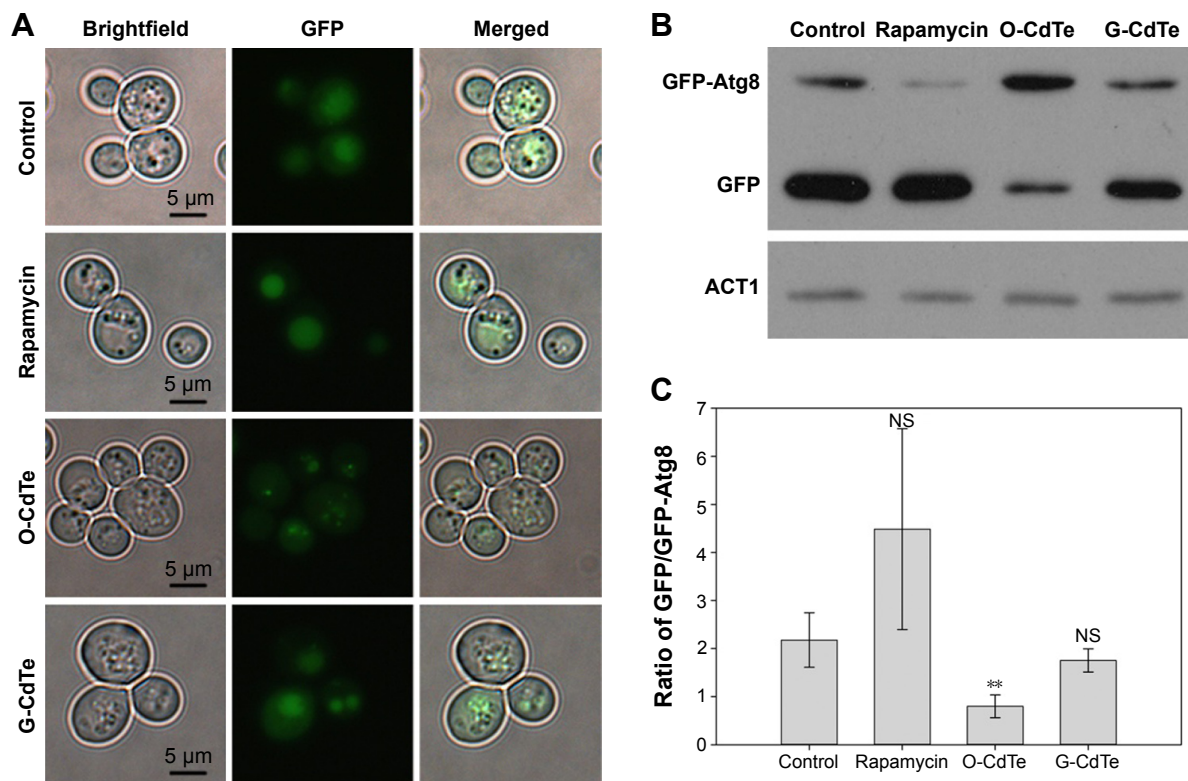 A
Brightfield
GFP
Merged
Control
5 µm
Rapamycin
5 µm
O-CdTe
5 µm
G-CdTe
5 µm
B
Control Rapamycin O-CdTe G-CdTe
GFP-Atg8
GFP
ACT1
C
Ratio of GFP/GFP-Atg8
7
6
5
4
3
2
1
0
NS
**
NS
Control Rapamycin O-CdTe G-CdTe